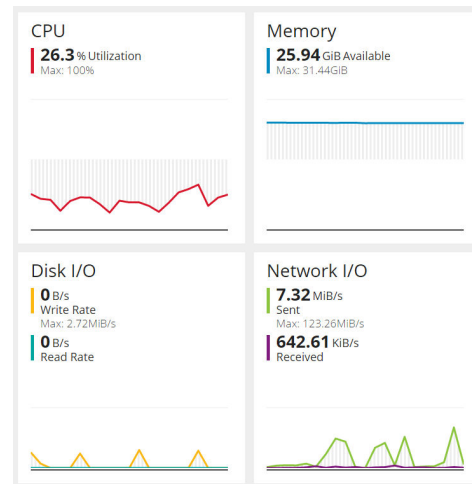 CPU
26.3 % Utilization
Max: 100%
Memory
25.94 GiB Available
Max: 31.44GiB
Disk I/O
0 B/s
Write Rate
Max: 2.72MiB/s
0 B/s
Read Rate
Network I/O
7.32 MiB/s
Sent
Max: 123.26MiB/s
642.61 KiB/s
Received